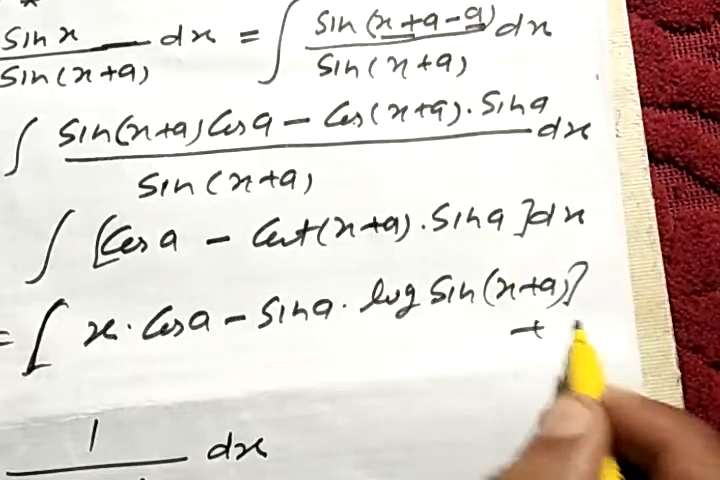 sin x / sin(x+a) dx = ∫ sin(x+a-a) / sin(x+a) dx
∫ sin(x+a) cos a - cos(x+a). sin a / sin(x+a) dx
∫ [cos a - cot(x+a). sin a] dx
= [ x. cos a - sin a. log sin(x+a)]
+
1 / dx